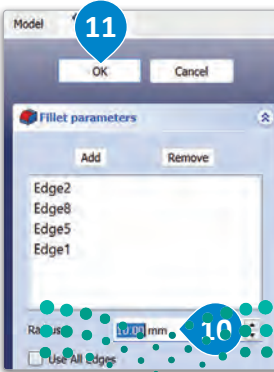 Model
11
OK Cancel
Fillet parameters
Add Remove
Edge2
Edge8
Edge5
Edge1
mm 10
Use All Edges